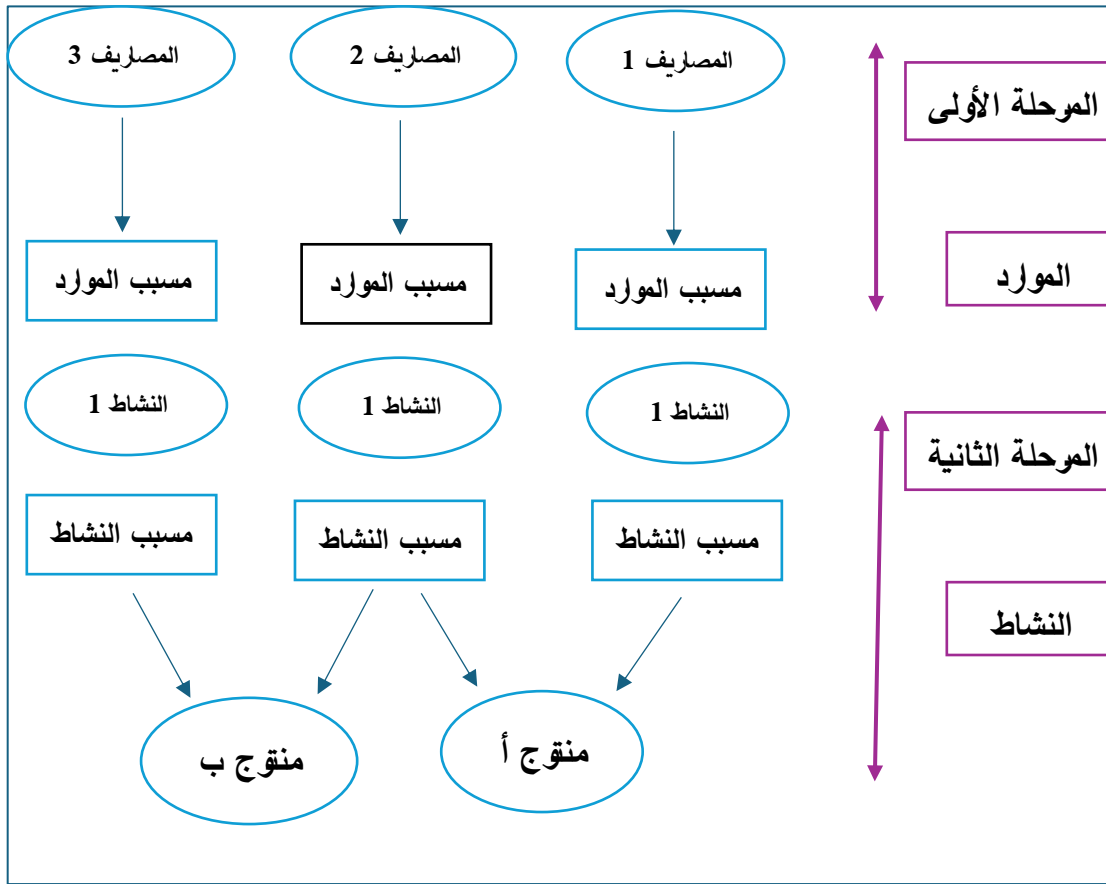 المرحلة الأولى
المصاريف 1
المصاريف 2
المصاريف 3
الموارد
مسبب الموارد
مسبب الموارد
مسبب الموارد
المرحلة الثانية
النشاط 1
النشاط 1
النشاط 1
مسبب النشاط
مسبب النشاط
مسبب النشاط
النشاط
منتوج أ
منتوج ب